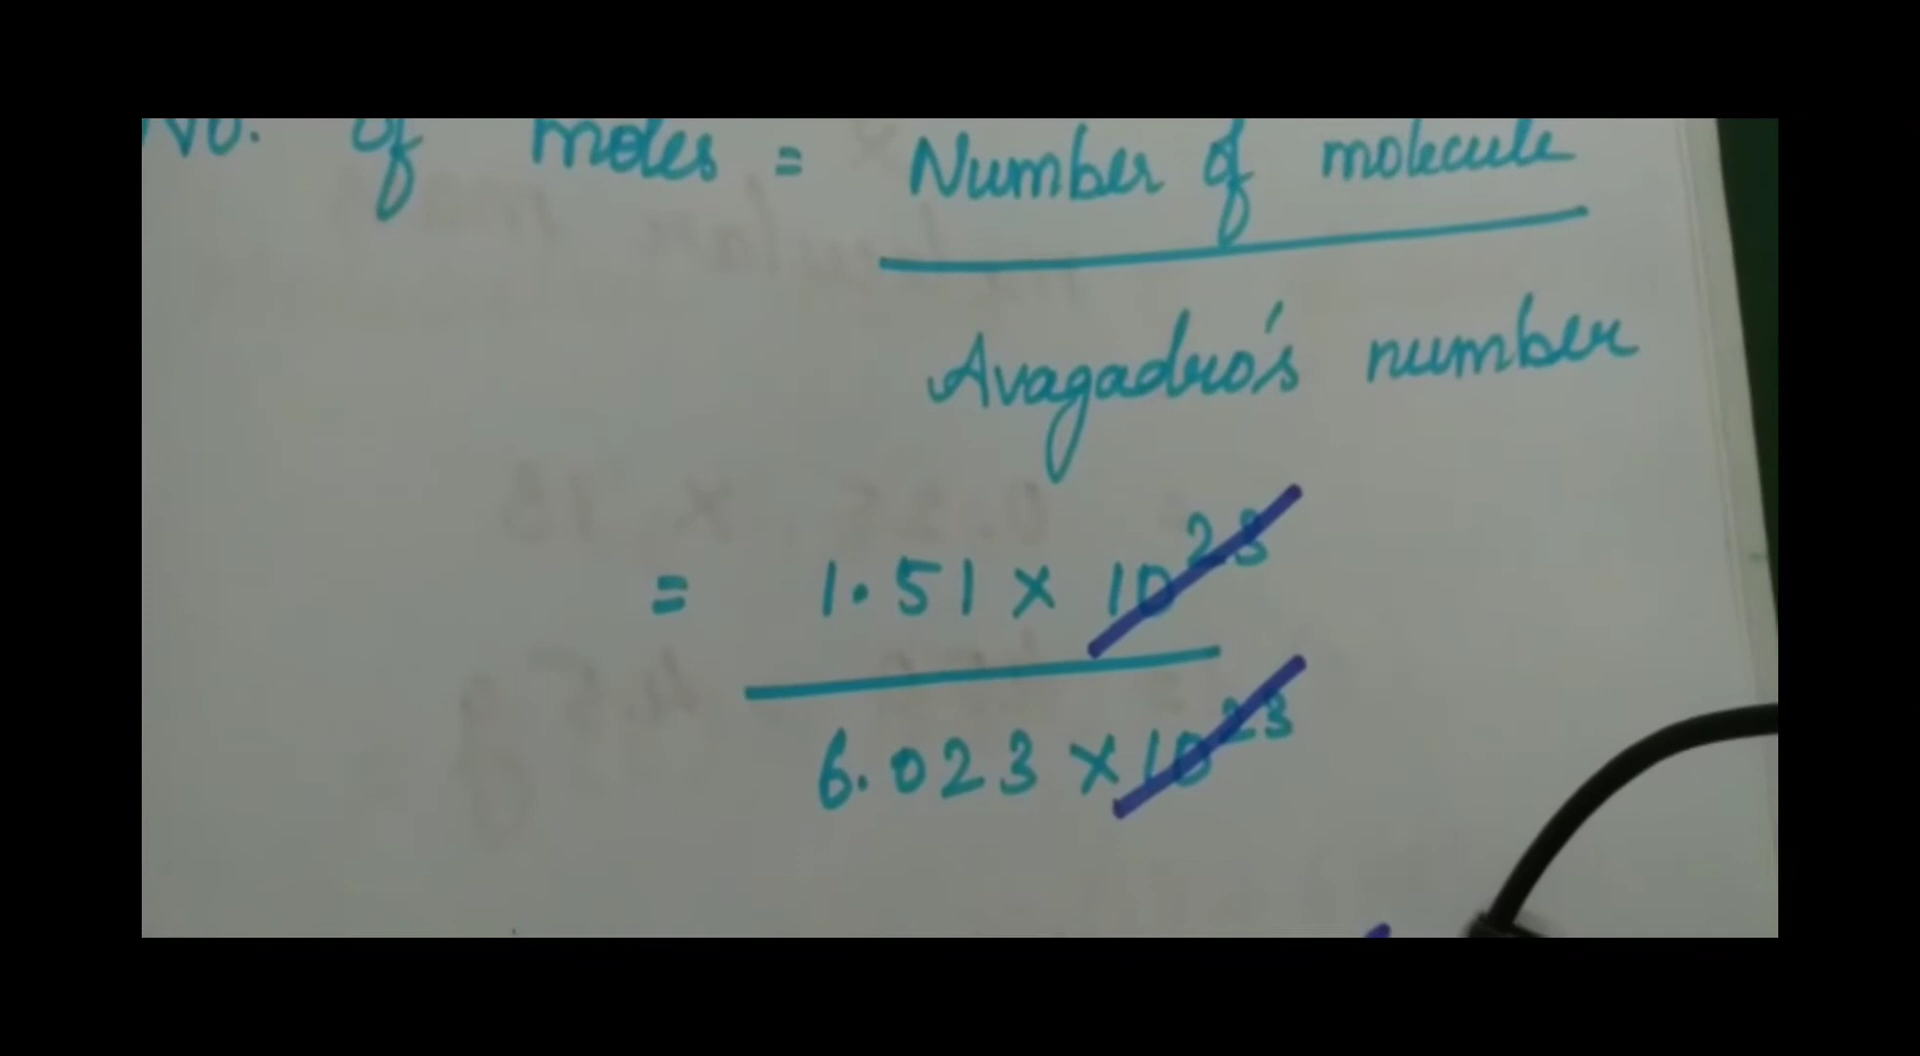 No. of moles = Number of molecule
Avagadro's number
= 1.51 × 10²³
6.023 × 10²³